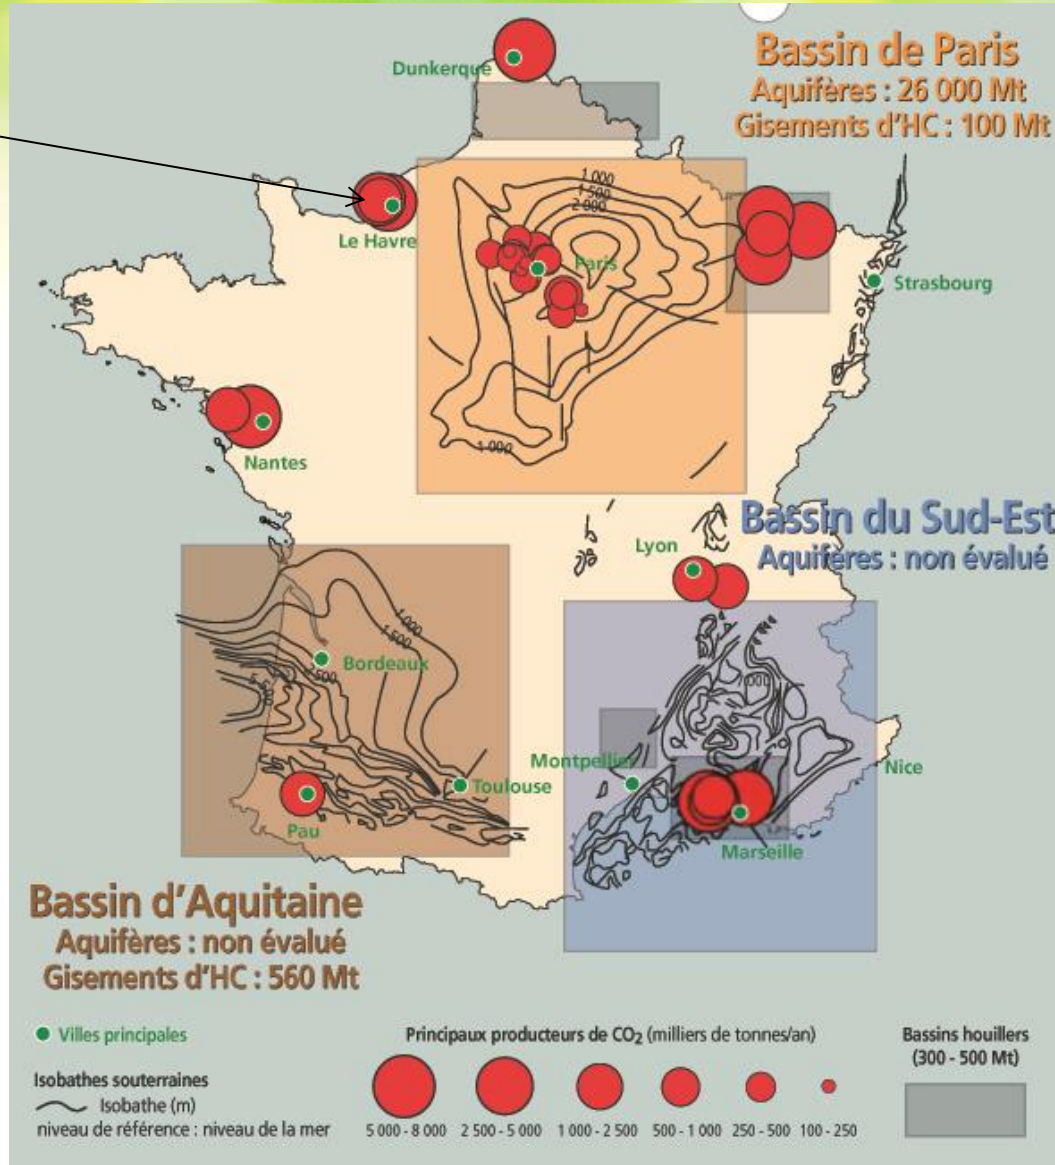 Dunkerque
Bassin de Paris
Aquifères : 26 000 Mt
Gisements d'HC : 100 Mt
1 000
1 500
2 000
Le Havre
Paris
Strasbourg
1 000
Nantes
Bassin du Sud-Est
Aquifères : non évalué
Lyon
1 000
1 500
Bordeaux
Montpellier
Nice
Toulouse
Pau
Marseille
Bassin d'Aquitaine
Aquifères : non évalué
Gisements d'HC : 560 Mt
Villes principales
Isobathes souterraines
Isobathe (m)
niveau de référence : niveau de la mer
Principaux producteurs de CO2 (milliers de tonnes/an)
5 000 - 8 000 2 500 - 5 000 1 000 - 2 500 500 - 1 000 250 - 500 100 - 250
Bassins houillers
(300 - 500 Mt)